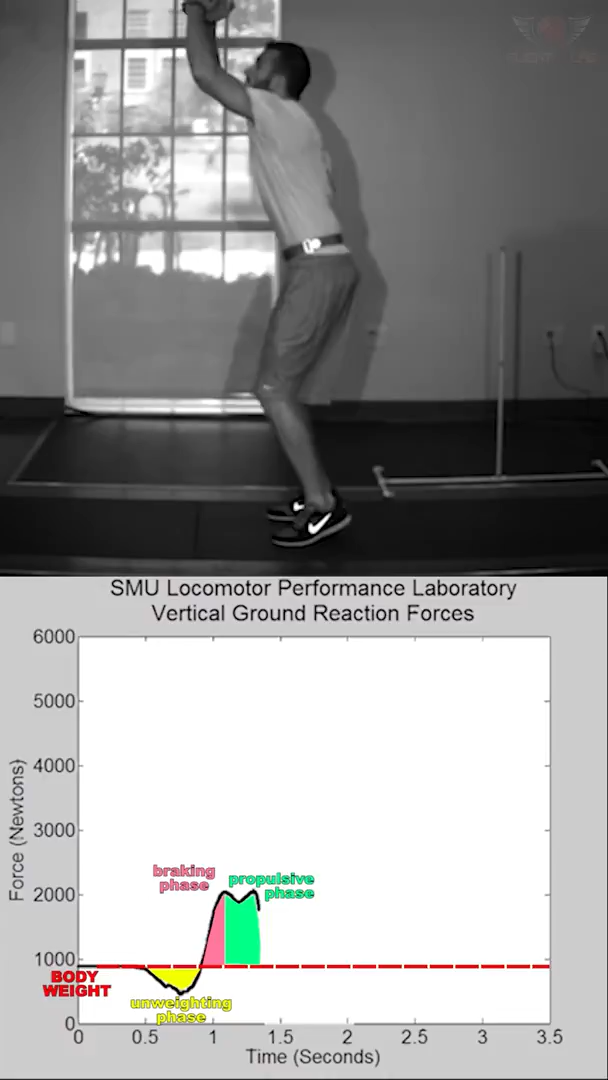 SMU Locomotor Performance Laboratory
Vertical Ground Reaction Forces
6000
5000
4000
3000
2000
1000
0
Force (Newtons)
braking
phase
propulsive
phase
BODY
WEIGHT
unweighting
phase
0 0.5 1 1.5 2 2.5 3 3.5
Time (Seconds)